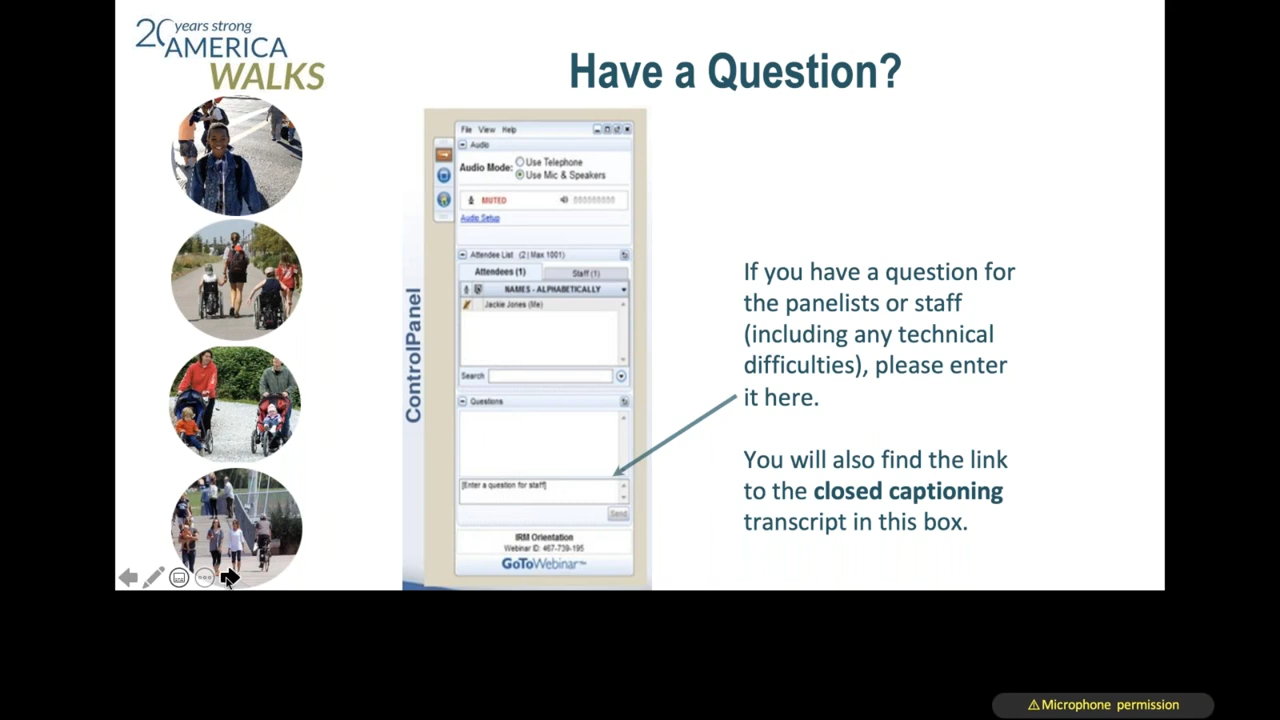 20 years strong
AMERICA
WALKS
Have a Question?
File View Help
Audio
Audio Mode:
Use Telephone
Use Mic & Speakers
MUTED
Audio Setup
Attendee List (2 | Max 1001)
Attendees (1)
Staff (1)
NAMES - ALPHABETICALLY
Jackie Jones (Me)
Search
Questions
[Enter a question for staff]
Send
IRM Orientation
Webinar ID: 467-739-195
GoToWebinar™
ControlPanel
If you have a question for
the panelists or staff
(including any technical
difficulties), please enter
it here.
You will also find the link
to the closed captioning
transcript in this box.
Microphone permission